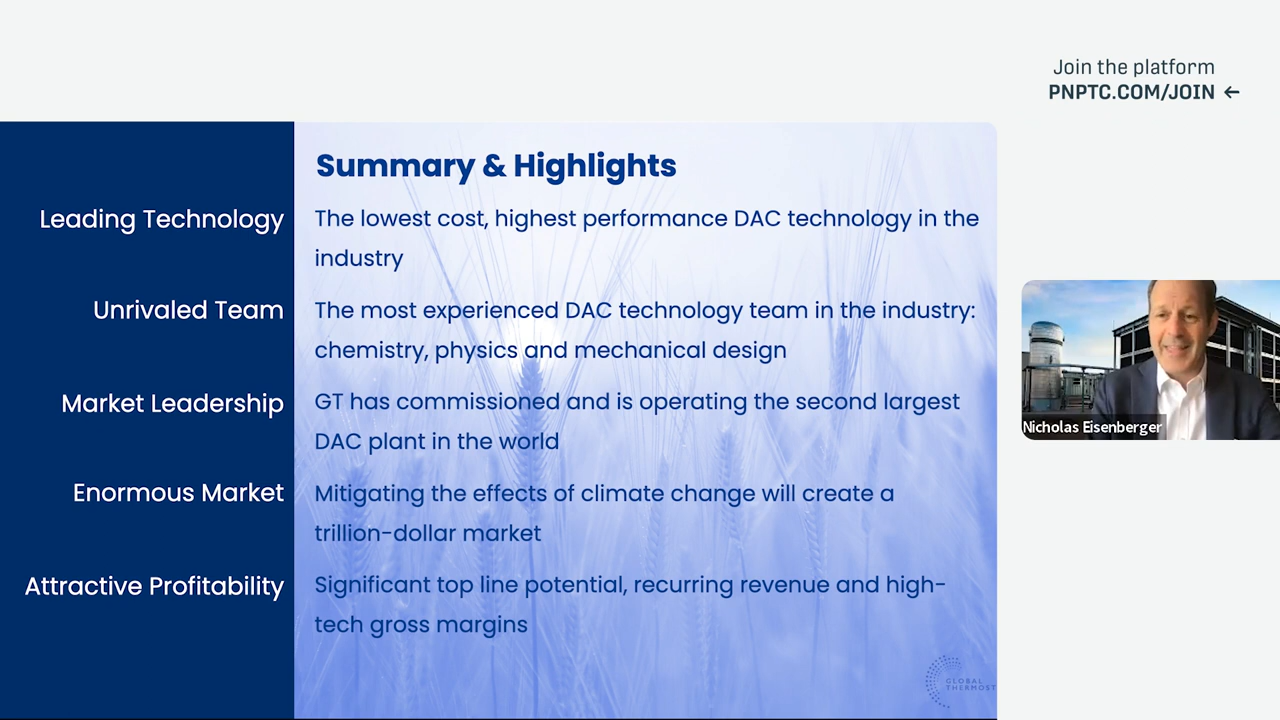 Join the platform
PNPTC.COM/JOIN ←
Summary & Highlights
Leading Technology
The lowest cost, highest performance DAC technology in the
industry
Unrivaled Team
The most experienced DAC technology team in the industry:
chemistry, physics and mechanical design
Market Leadership
GT has commissioned and is operating the second largest
DAC plant in the world
Enormous Market
Mitigating the effects of climate change will create a
trillion-dollar market
Attractive Profitability
Significant top line potential, recurring revenue and high-
tech gross margins
GLOBAL
THERMOST
Nicholas Eisenberger